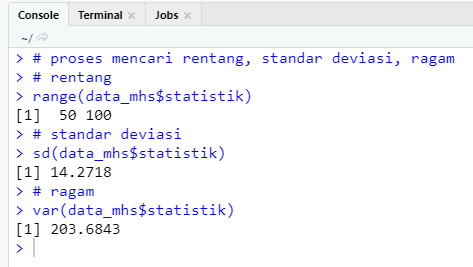 Console Terminal × Jobs ×
~/
> # proses mencari rentang, standar deviasi, ragam
> # rentang
> range(data_mhs$statistik)
[1]  50 100
> # standar deviasi
> sd(data_mhs$statistik)
[1] 14.2718
> # ragam
> var(data_mhs$statistik)
[1] 203.6843
>